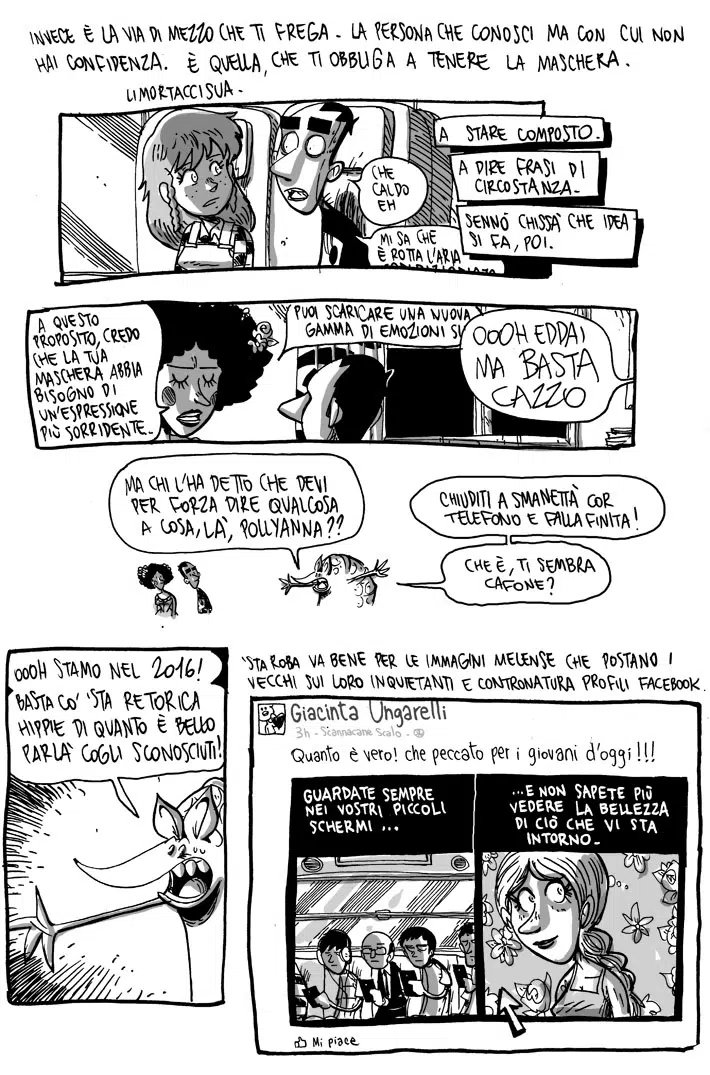 INVECE È LA VIA DI MEZZO CHE TI FREGA. LA PERSONA CHE CONOSCI MA CON CUI NON
HAI CONFIDENZA. È QUELLA, CHE TI OBBLIGA A TENERE LA MASCHERA.
LIMORTACCISUA.
A STARE COMPOSTO.
A DIRE FRASI DI
CIRCOSTANZA.
SENNÒ CHISSÀ CHE IDEA
SI FA, POI.
CHE
CALDO
EH
MI SA CHE
È ROTTA L'ARIA
A QUESTO
PROPOSITO, CREDO
CHE LA TUA
MASCHERA ABBIA
BISOGNO DI
UN'ESPRESSIONE
PIÙ SORRIDENTE.
PUOI SCARICARE UNA NUOVA
GAMMA DI EMOZIONI SU
OOOH EDDAI
MA BASTA
CAZZO
MA CHI L'HA DETTO CHE DEVI
PER FORZA DIRE QUALCOSA
A COSA, LÀ, POLLYANNA??
CHIUDITI A SMANETTÀ COR
TELEFONO E FALLA FINITA!
CHE È, TI SEMBRA
CAFONE?
OOOH STAMO NEL 2016!
BASTA CO' 'STA RETORICA
HIPPIE DI QUANTO È BELLO
PARLÀ COGLI SCONOSCIUTI!
'STA ROBA VA BENE PER LE IMMAGINI MELENSE CHE POSTANO I
VECCHI SUI LORO INQUIETANTI E CONTRONATURA PROFILI FACEBOOK.
Giacinta Ungarelli
3h - Scannacane Scalo -
Quanto è vero! che peccato per i giovani d'oggi!!!
GUARDATE SEMPRE
NEI VOSTRI PICCOLI
SCHERMI...
...E NON SAPETE PIÙ
VEDERE LA BELLEZZA
DI CIÒ CHE VI STA
INTORNO.
Mi piace